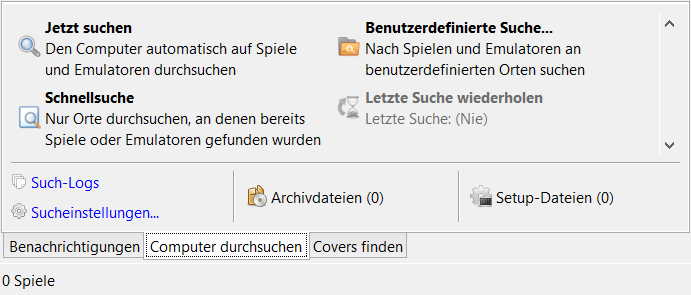 Jetzt suchen
Den Computer automatisch auf Spiele
und Emulatoren durchsuchen
Benutzerdefinierte Suche...
Nach Spielen und Emulatoren an
benutzerdefinierten Orten suchen
Schnellsuche
Nur Orte durchsuchen, an denen bereits
Spiele oder Emulatoren gefunden wurden
Letzte Suche wiederholen
Letzte Suche: (Nie)
Such-Logs
Sucheinstellungen...
Archivdateien (0)
Setup-Dateien (0)
Benachrichtigungen
Computer durchsuchen
Covers finden
0 Spiele